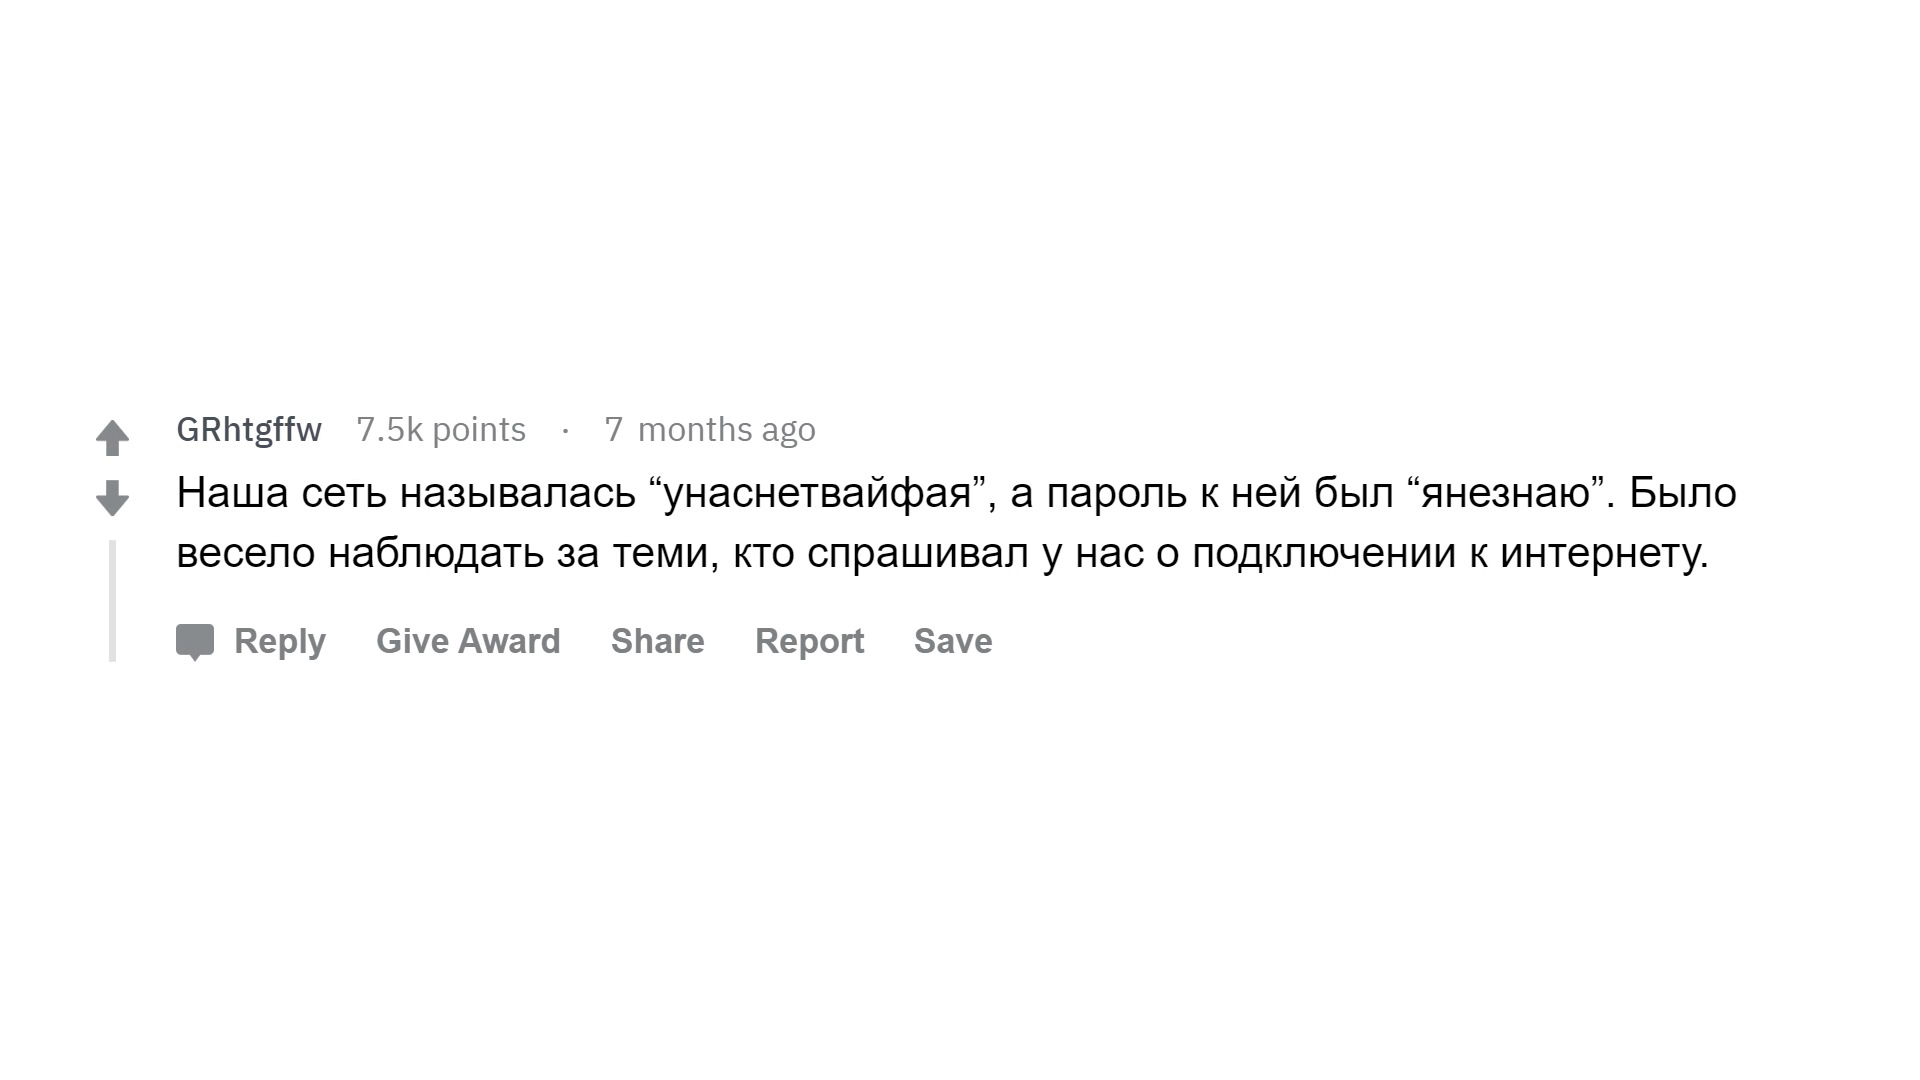 GRhtgffw 7.5k points · 7 months ago
Наша сеть называлась “унаснетвайфая”, а пароль к ней был “янезнаю”. Было
весело наблюдать за теми, кто спрашивал у нас о подключении к интернету.
Reply Give Award Share Report Save